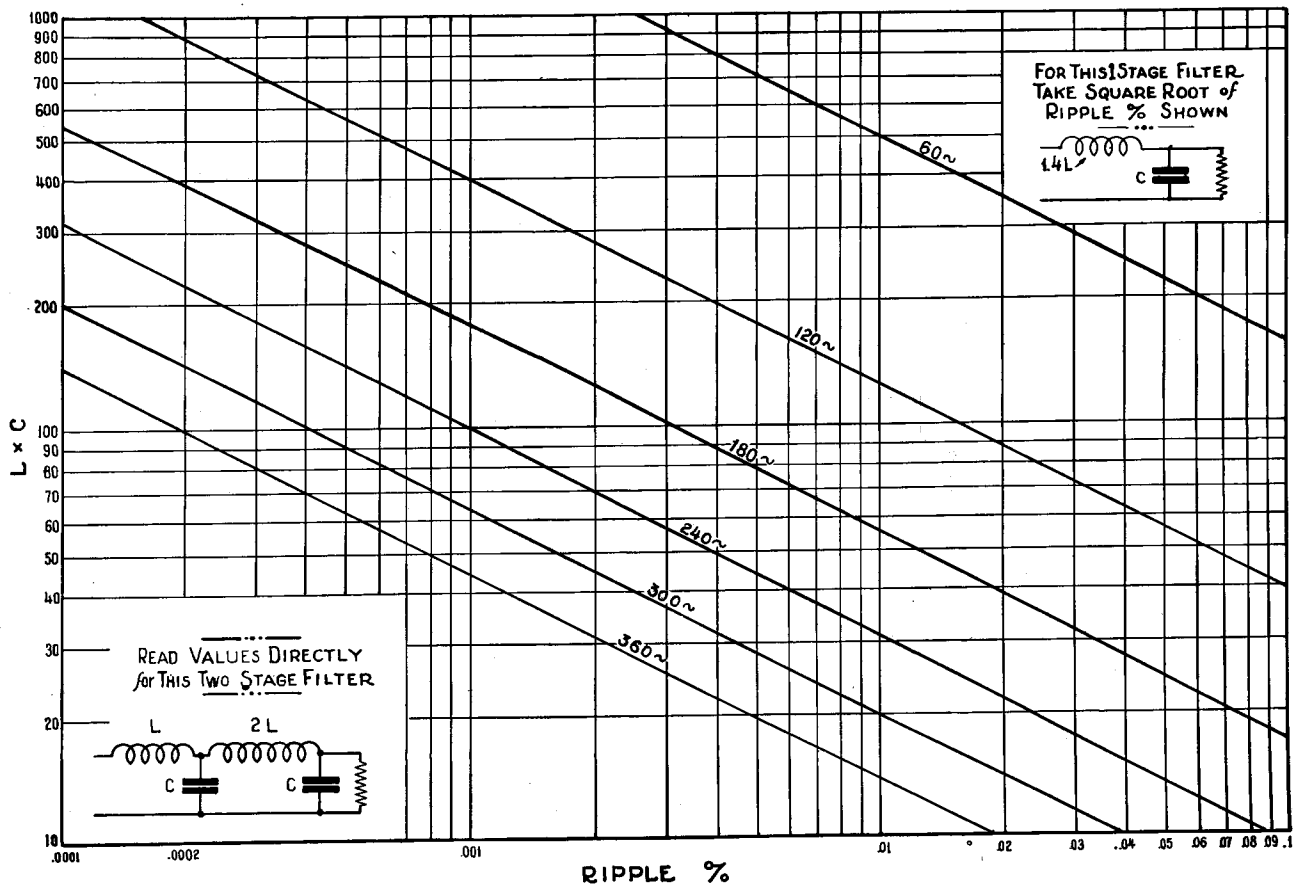 1000
900
800
700
600
500
400
300
200
100
90
80
70
60
50
40
30
20
10
L × C
FOR THIS 1 STAGE FILTER
TAKE SQUARE ROOT of
RIPPLE % SHOWN
1.4L
C
60~
120~
180~
240~
300~
360~
READ VALUES DIRECTLY
for THIS TWO STAGE FILTER
L 2L
C C
.0001 .0002 .001 .01 .03 .04 .05 .06 .07 .08 .09 .1
RIPPLE %